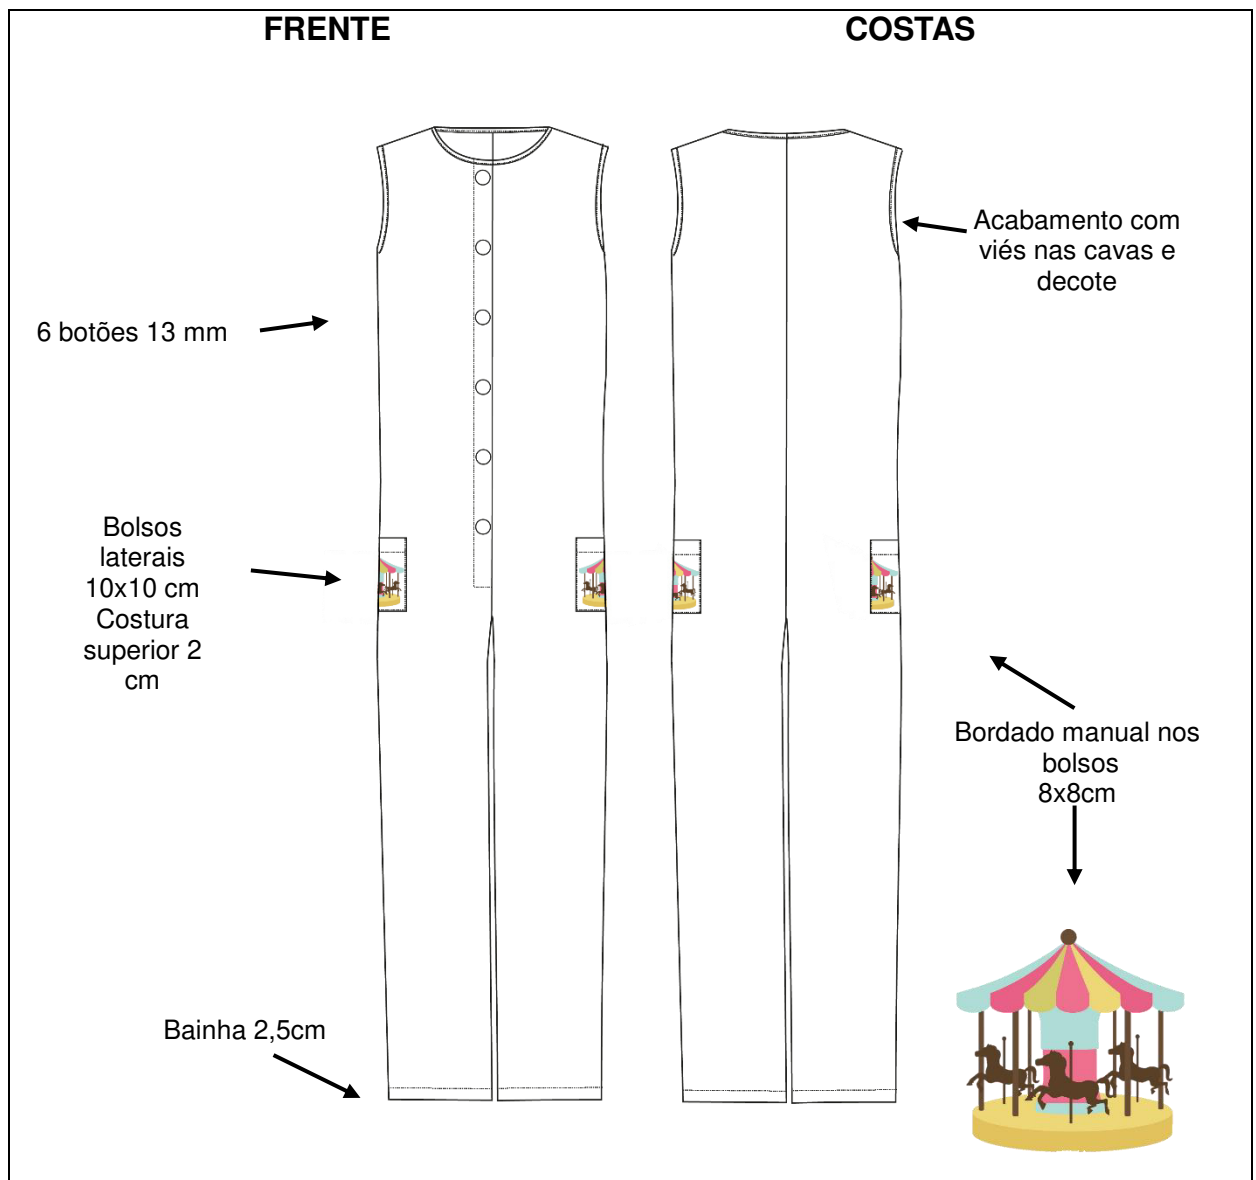 FRENTE
COSTAS
Acabamento com
viés nas cavas e
decote
6 botões 13 mm
Bolsos
laterais
10x10 cm
Costura
superior 2
cm
Bordado manual nos
bolsos
8x8cm
Bainha 2,5cm